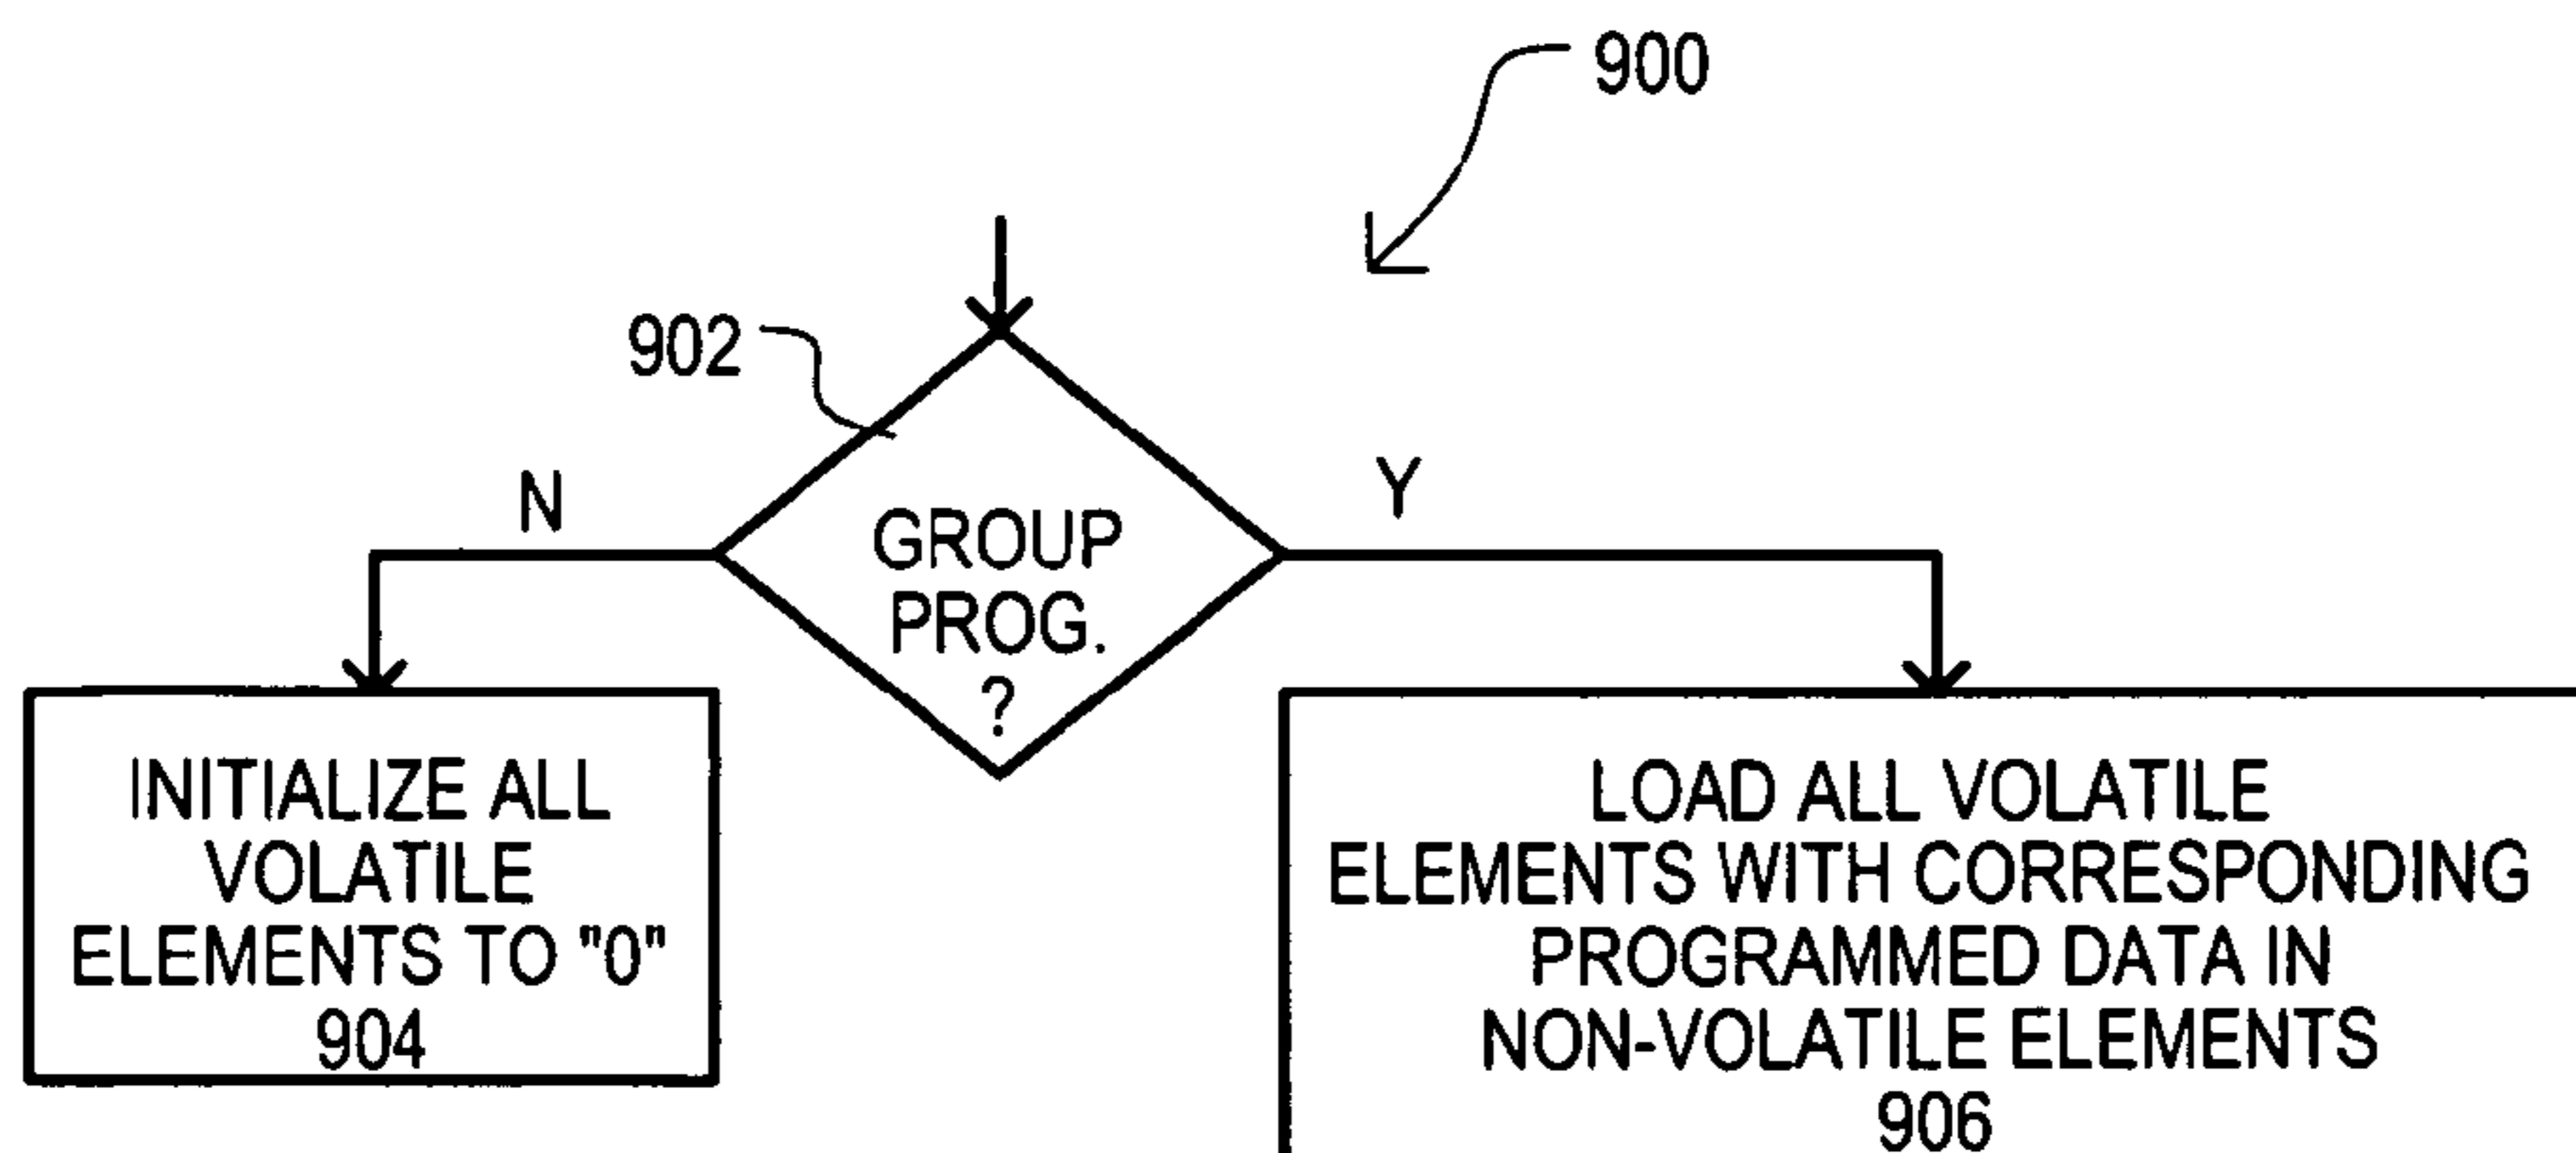 900
902
N
Y
GROUP
PROG.
?
INITIALIZE ALL
VOLATILE
ELEMENTS TO "0"
904
LOAD ALL VOLATILE
ELEMENTS WITH CORRESPONDING
PROGRAMMED DATA IN
NON-VOLATILE ELEMENTS
906